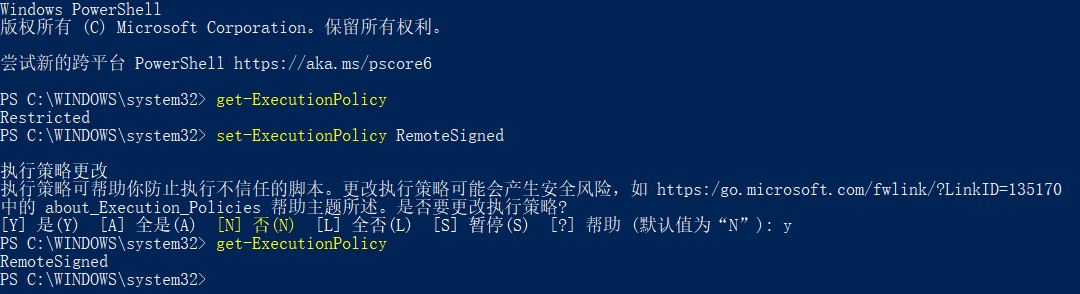 Windows PowerShell
版权所有 (C) Microsoft Corporation。保留所有权利。
尝试新的跨平台 PowerShell https://aka.ms/pscore6
PS C:\WINDOWS\system32> get-ExecutionPolicy
Restricted
PS C:\WINDOWS\system32> set-ExecutionPolicy RemoteSigned
执行策略更改
执行策略可帮助你防止执行不信任的脚本。更改执行策略可能会产生安全风险，如 https:/go.microsoft.com/fwlink/?LinkID=135170
中的 about_Execution_Policies 帮助主题所述。是否要更改执行策略?
[Y] 是(Y)  [A] 全是(A)  [N] 否(N)  [L] 全否(L)  [S] 暂停(S)  [?] 帮助 (默认值为“N”): y
PS C:\WINDOWS\system32> get-ExecutionPolicy
RemoteSigned
PS C:\WINDOWS\system32>